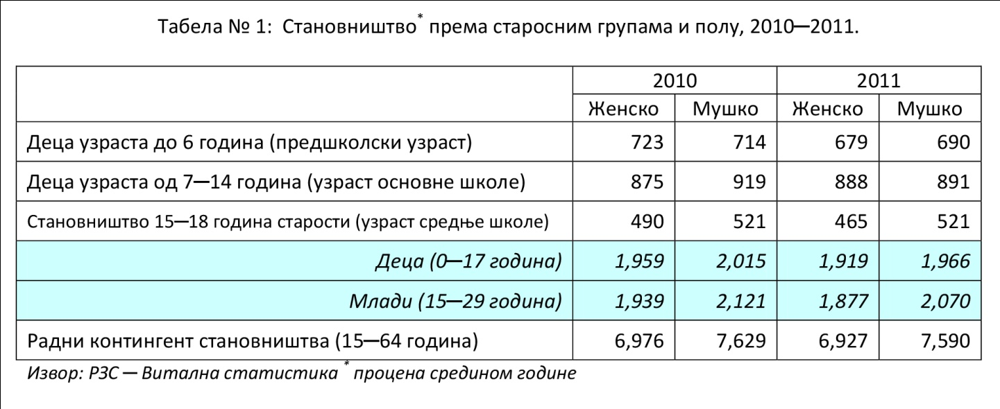 Табела № 1: Становништво* према старосним групама и полу, 2010—2011.
2010 2011
Женско Мушко Женско Мушко
Деца узраста до 6 година (предшколски узраст) 723 714 679 690
Деца узраста од 7—14 година (узраст основне школе) 875 919 888 891
Становништво 15—18 година старости (узраст средње школе) 490 521 465 521
Деца (0—17 година) 1,959 2,015 1,919 1,966
Млади (15—29 година) 1,939 2,121 1,877 2,070
Радни контингент становништва (15—64 година) 6,976 7,629 6,927 7,590
Извор: РЗС — Витална статистика * процена средином године